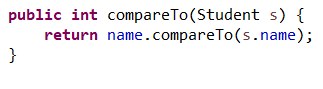 public int compareTo(Student s) {
    return name.compareTo(s.name);
}